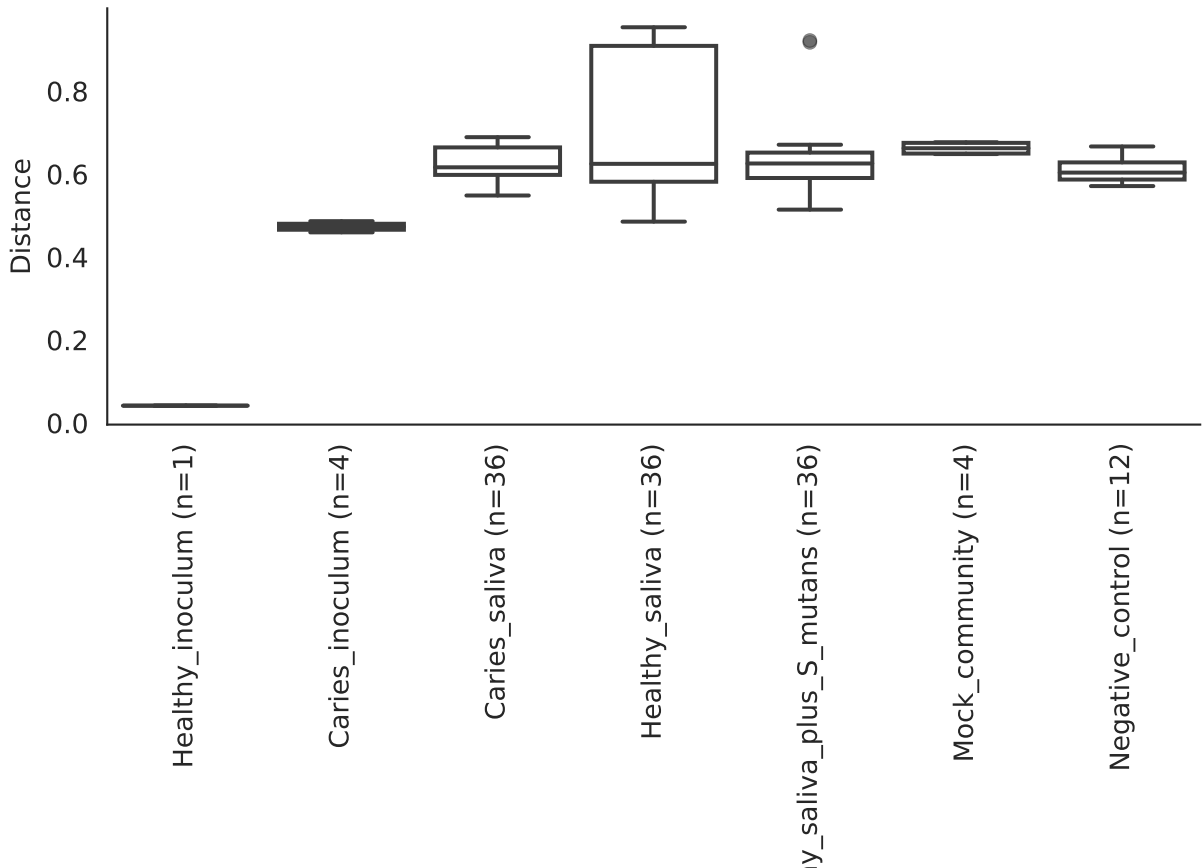 Distance
0.8
0.6
0.4
0.2
0.0
Healthy_inoculum (n=1)
Caries_inoculum (n=4)
Caries_saliva (n=36)
Healthy_saliva (n=36)
y_saliva_plus_S_mutans (n=36)
Mock_community (n=4)
Negative_control (n=12)